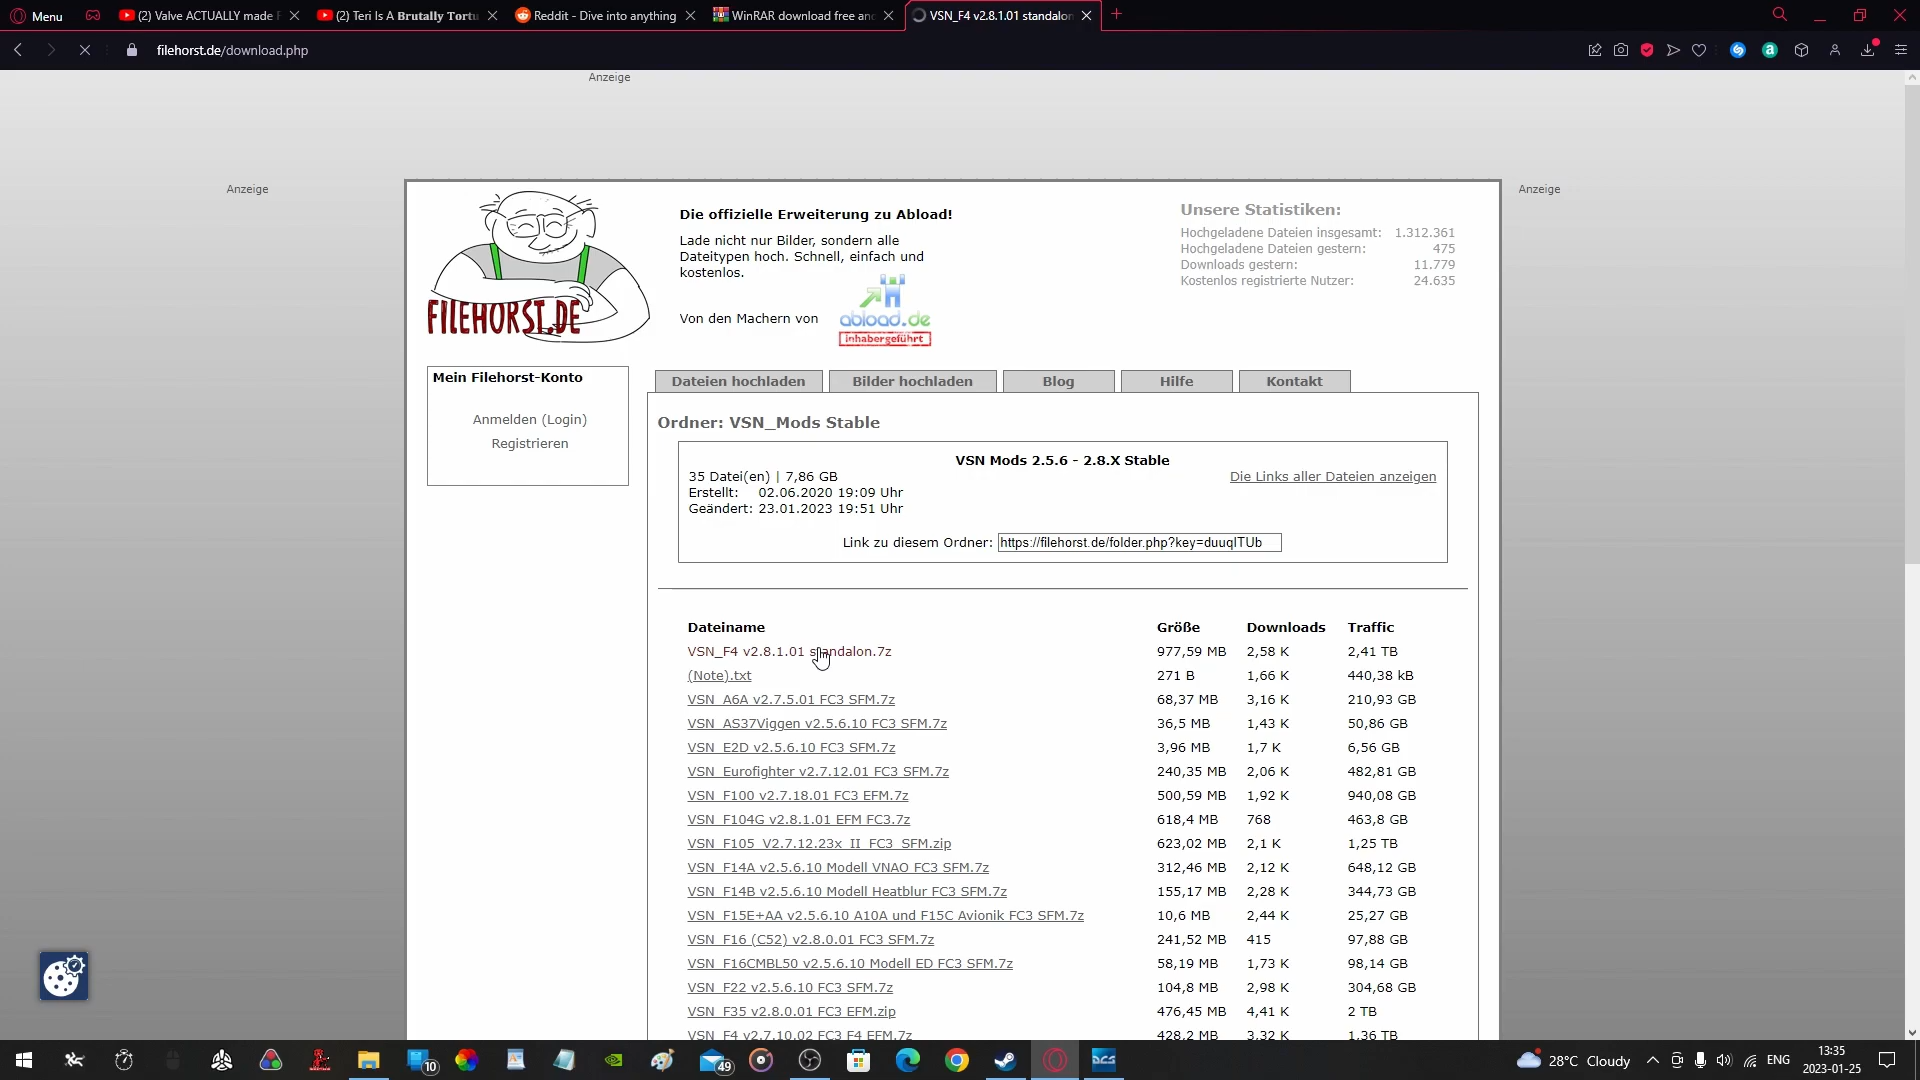 Menu
(2) Valve ACTUALLY made
(2) Teri Is A Brutally Tortu
Reddit - Dive into anything
WinRAR download free and
VSN_F4 v2.8.1.01 standalon
filehorst.de/download.php
Anzeige
Anzeige
Anzeige
FILEHORST.DE
Die offizielle Erweiterung zu Abload!
Lade nicht nur Bilder, sondern alle
Dateitypen hoch. Schnell, einfach und
kostenlos.
Von den Machern von
abload.de
inhabergeführt
Unsere Statistiken:
Hochgeladene Dateien insgesamt: 1.312.361
Hochgeladene Dateien gestern: 475
Downloads gestern: 11.779
Kostenlos registrierte Nutzer: 24.635
Mein Filehorst-Konto
Anmelden (Login)
Registrieren
Dateien hochladen
Bilder hochladen
Blog
Hilfe
Kontakt
Ordner: VSN_Mods Stable
VSN Mods 2.5.6 - 2.8.X Stable
35 Datei(en) | 7,86 GB
Die Links aller Dateien anzeigen
Erstellt: 02.06.2020 19:09 Uhr
Geändert: 23.01.2023 19:51 Uhr
Link zu diesem Ordner: https://filehorst.de/folder.php?key=duuqITUb
Dateiname Größe Downloads Traffic
VSN_F4 v2.8.1.01 standalon.7z 977,59 MB 2,58 K 2,41 TB
(Note).txt 271 B 1,66 K 440,38 kB
VSN_A6A v2.7.5.01 FC3 SFM.7z 68,37 MB 3,16 K 210,93 GB
VSN_AS37Viggen v2.5.6.10 FC3 SFM.7z 36,5 MB 1,43 K 50,86 GB
VSN_E2D v2.5.6.10 FC3 SFM.7z 3,96 MB 1,7 K 6,56 GB
VSN_Eurofighter v2.7.12.01 FC3 SFM.7z 240,35 MB 2,06 K 482,81 GB
VSN_F100 v2.7.18.01 FC3 EFM.7z 500,59 MB 1,92 K 940,08 GB
VSN_F104G v2.8.1.01 EFM FC3.7z 618,4 MB 768 463,8 GB
VSN_F105_V2.7.12.23x_II_FC3_SFM.zip 623,02 MB 2,1 K 1,25 TB
VSN_F14A v2.5.6.10 Modell VNAO FC3 SFM.7z 312,46 MB 2,12 K 648,12 GB
VSN_F14B v2.5.6.10 Modell Heatblur FC3 SFM.7z 155,17 MB 2,28 K 344,73 GB
VSN_F15E+AA v2.5.6.10 A10A und F15C Avionik FC3 SFM.7z 10,6 MB 2,44 K 25,27 GB
VSN_F16 (C52) v2.8.0.01 FC3 SFM.7z 241,52 MB 415 97,88 GB
VSN_F16CMBL50 v2.5.6.10 Modell ED FC3 SFM.7z 58,19 MB 1,73 K 98,14 GB
VSN_F22 v2.5.6.10 FC3 SFM.7z 104,8 MB 2,98 K 304,68 GB
VSN_F35 v2.8.0.01 FC3 EFM.zip 476,45 MB 4,41 K 2 TB
VSN_F4 v2.7.10.02 FC3 F4 EFM.7z 428,2 MB 3,32 K 1,36 TB
10
49
DCS
28°C Cloudy
ENG
13:35
2023-01-25